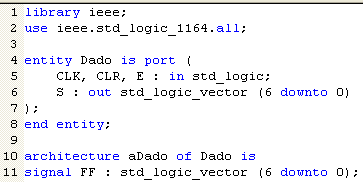 1 library ieee;
2 use ieee.std_logic_1164.all;
3
4 entity Dado is port (
5 CLK, CLR, E : in std_logic;
6 S : out std_logic_vector (6 downto 0)
7 );
8 end entity;
9
10 architecture aDado of Dado is
11 signal FF : std_logic_vector (6 downto 0);